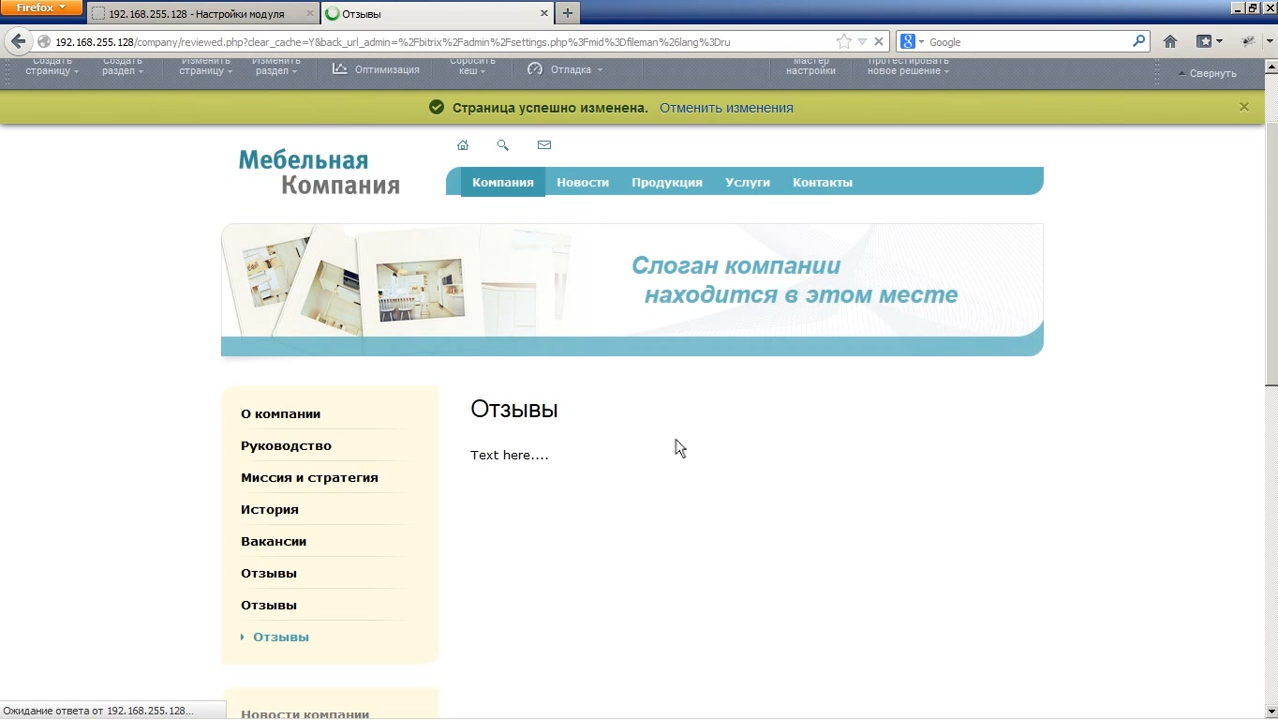 Firefox
192.168.255.128 - Настройки модуля
Отзывы
192.168.255.128/company/reviewed.php?clear_cache=Y&back_url_admin=%2Fbitrix%2Fadmin%2Fsettings.php%3Fmid%3Dfileman%26lang%3Dru
Google
Создать страницу
Создать раздел
Изменить страницу
Изменить раздел
Оптимизация
Сбросить кеш
Отладка
Мастер настройки
Протестировать новое решение
Свернуть
Страница успешно изменена. Отменить изменения
Мебельная
Компания
Компания Новости Продукция Услуги Контакты
Слоган компании
находится в этом месте
О компании
Руководство
Миссия и стратегия
История
Вакансии
Отзывы
Отзывы
Отзывы
Отзывы
Text here....
Новости компании
Ожидание ответа от 192.168.255.128...